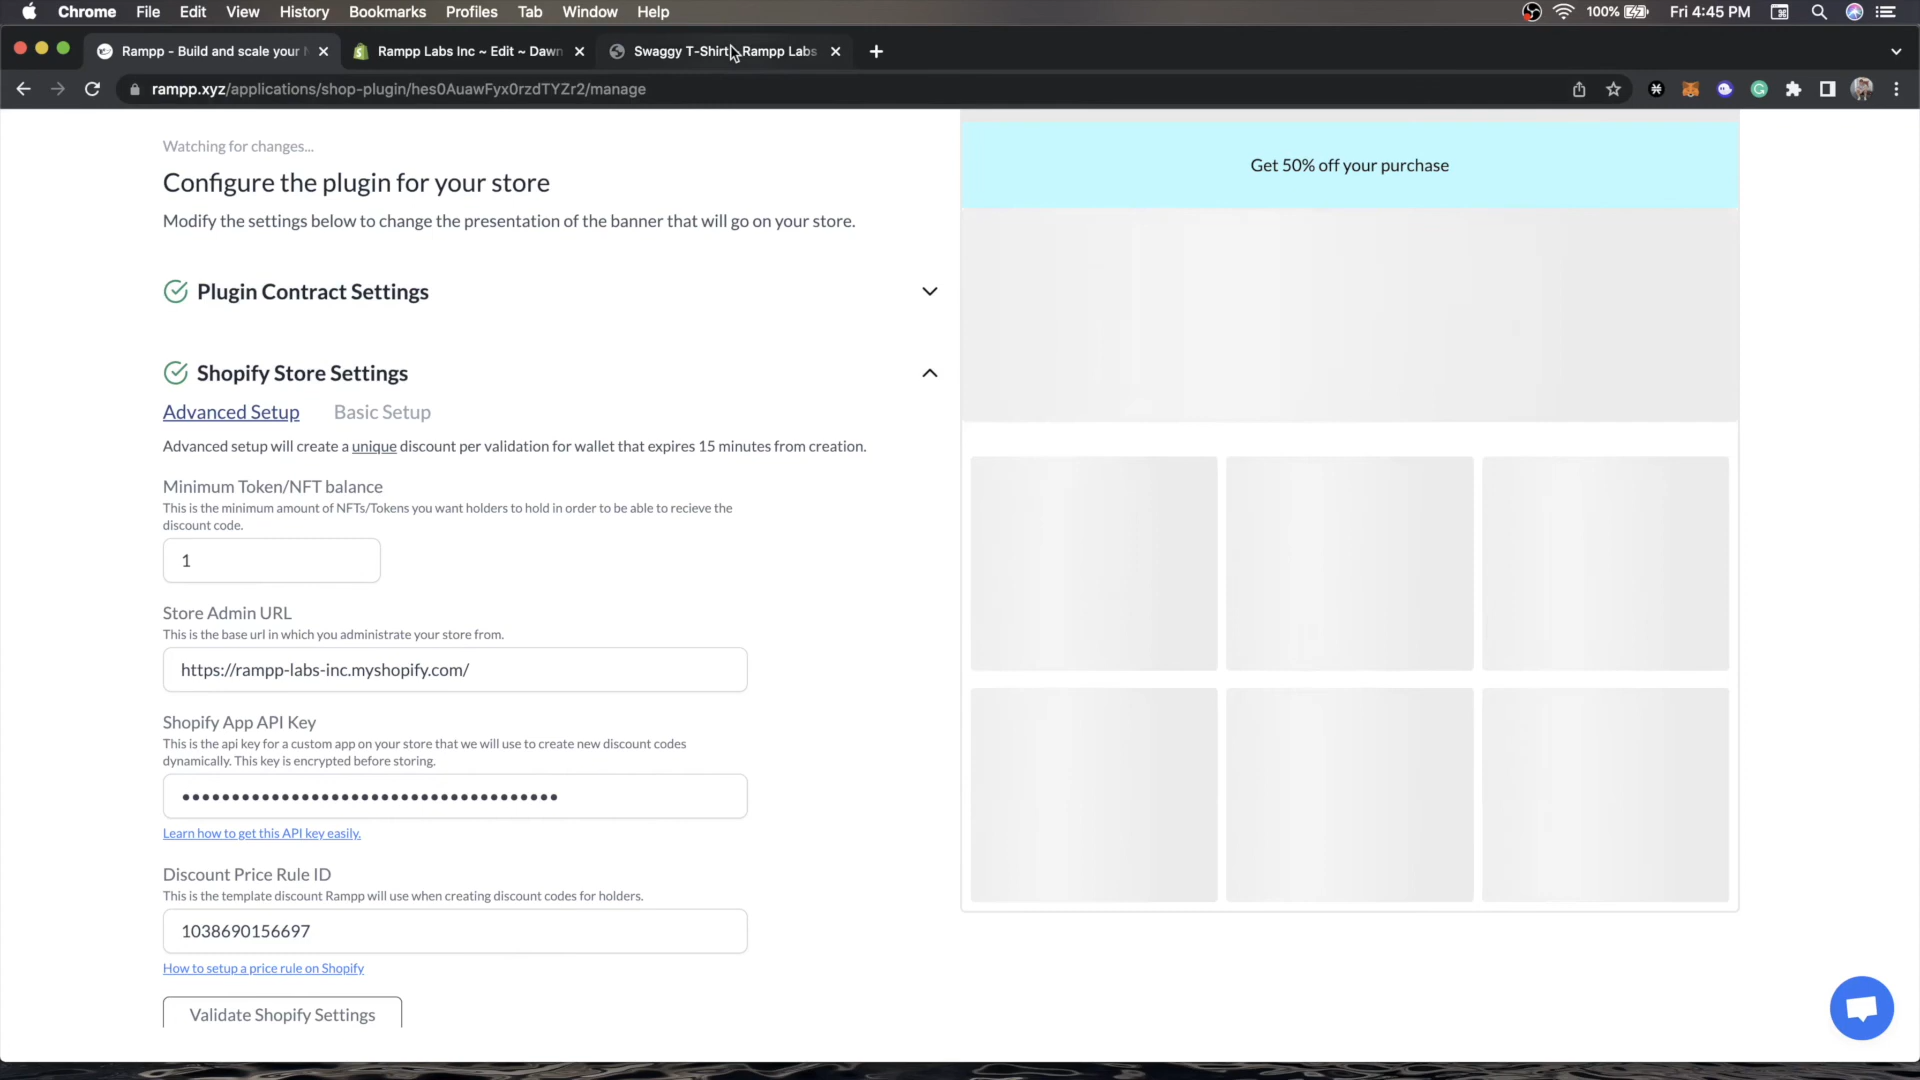 Chrome File Edit View History Bookmarks Profiles Tab Window Help 100% Fri 4:45 PM
Rampp - Build and scale your N Rampp Labs Inc ~ Edit ~ Dawn Swaggy T-Shirt Rampp Labs
rampp.xyz/applications/shop-plugin/hes0AuawFyx0rzdTYZr2/manage
Watching for changes...
Configure the plugin for your store
Modify the settings below to change the presentation of the banner that will go on your store.
Plugin Contract Settings
Shopify Store Settings
Advanced Setup Basic Setup
Advanced setup will create a unique discount per validation for wallet that expires 15 minutes from creation.
Minimum Token/NFT balance
This is the minimum amount of NFTs/Tokens you want holders to hold in order to be able to recieve the
discount code.
1
Store Admin URL
This is the base url in which you administrate your store from.
https://rampp-labs-inc.myshopify.com/
Shopify App API Key
This is the api key for a custom app on your store that we will use to create new discount codes
dynamically. This key is encrypted before storing.
••••••••••••••••••••••••••••••••••••••
Learn how to get this API key easily.
Discount Price Rule ID
This is the template discount Rampp will use when creating discount codes for holders.
1038690156697
How to setup a price rule on Shopify
Validate Shopify Settings
Get 50% off your purchase